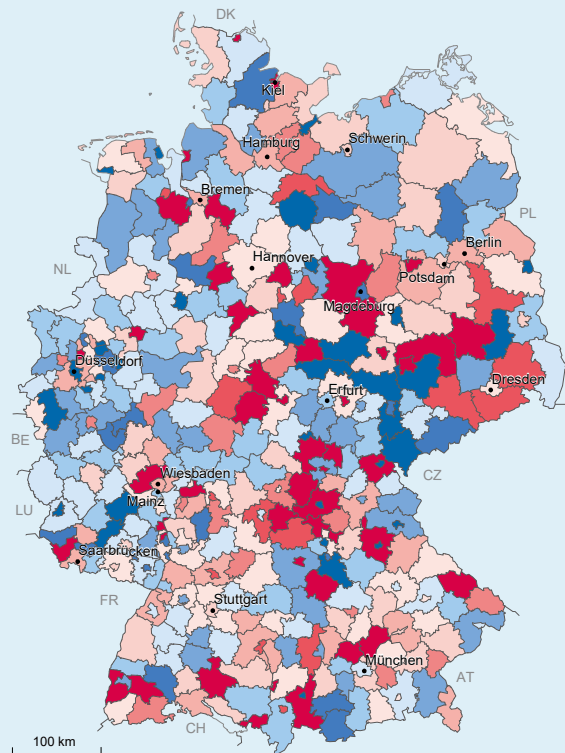 DK
Kiel
Hamburg
Schwerin
Bremen
PL
Berlin
Hannover
NL
Potsdam
Magdeburg
Düsseldorf
Dresden
Erfurt
BE
Wiesbaden
CZ
Mainz
LU
Saarbrücken
FR
Stuttgart
München
AT
CH
100 km